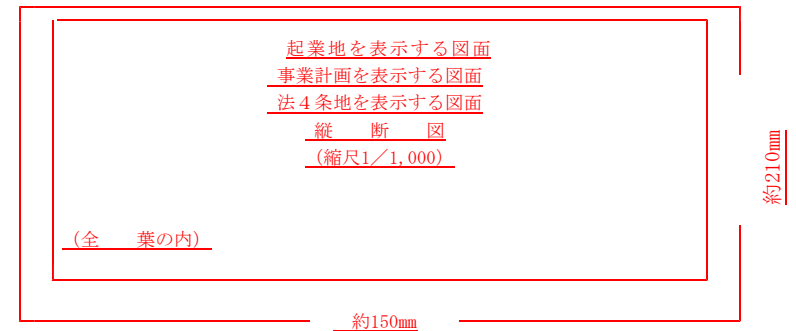 起業地を表示する図面
事業計画を表示する図面
法４条地を表示する図面
縦　　断　　図
（縮尺1／1,000）
約210㎜
（全　　葉の内）
約150㎜